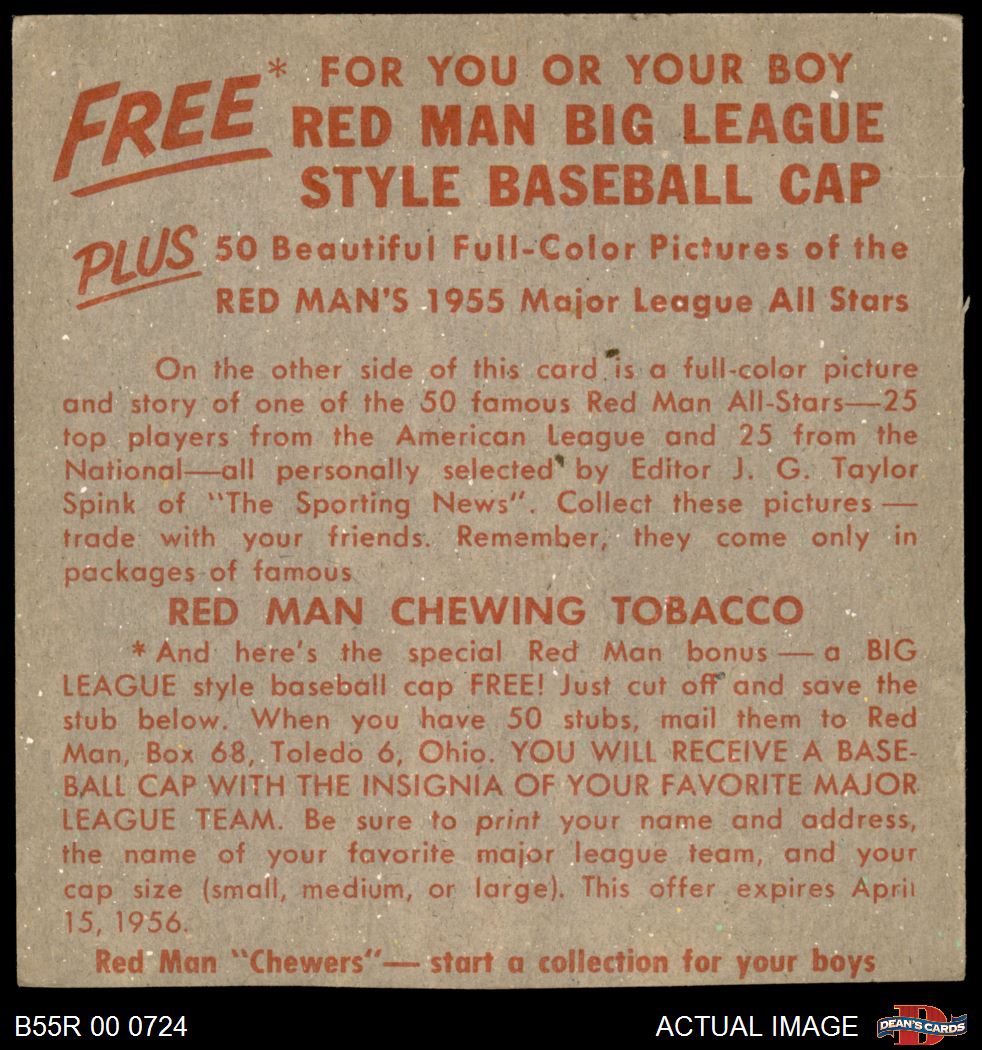 FREE* FOR YOU OR YOUR BOY
RED MAN BIG LEAGUE
STYLE BASEBALL CAP
PLUS 50 Beautiful Full-Color Pictures of the
RED MAN'S 1955 Major League All Stars
On the other side of this card is a full-color picture
and story of one of the 50 famous Red Man All-Stars—25
top players from the American League and 25 from the
National—all personally selected by Editor J. G. Taylor
Spink of "The Sporting News". Collect these pictures —
trade with your friends. Remember, they come only in
packages of famous
RED MAN CHEWING TOBACCO
* And here's the special Red Man bonus — a BIG
LEAGUE style baseball cap FREE! Just cut off and save the
stub below. When you have 50 stubs, mail them to Red
Man, Box 68, Toledo 6, Ohio. YOU WILL RECEIVE A BASE-
BALL CAP WITH THE INSIGNIA OF YOUR FAVORITE MAJOR
LEAGUE TEAM. Be sure to print your name and address,
the name of your favorite major league team, and your
cap size (small, medium, or large). This offer expires April
15, 1956.
Red Man "Chewers"— start a collection for your boys
B55R 00 0724 ACTUAL IMAGE D DEAN'S CARDS